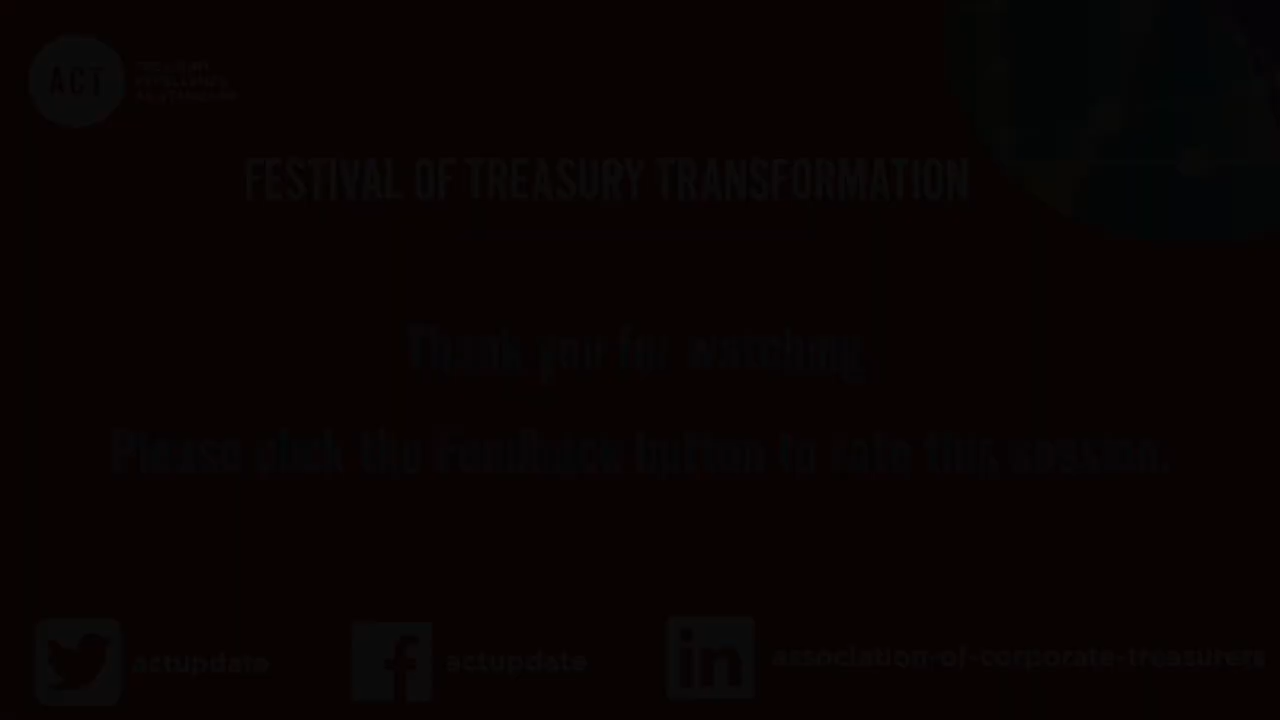 ACT
FESTIVAL OF TREASURY TRANSFORMATION
Thank you for watching.
Please click the Feedback button to rate this session.
actupdate
actupdate
association-of-corporate-treasurers